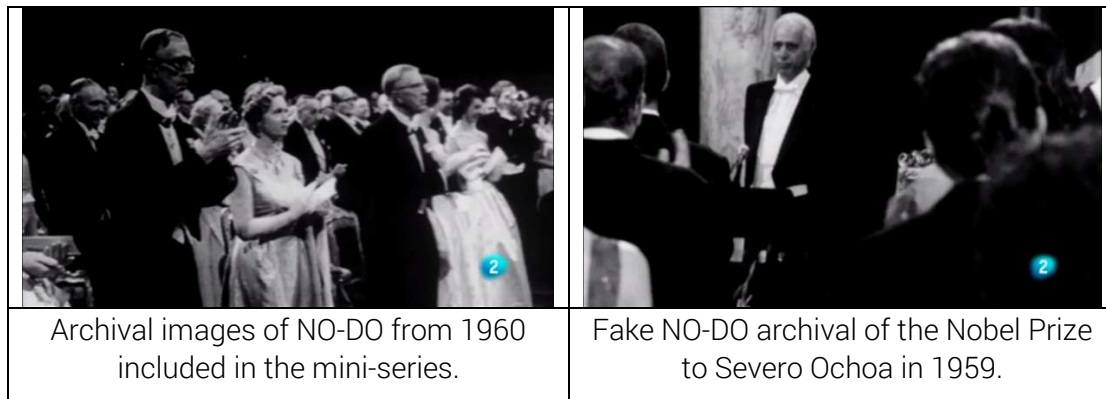 2
2
Archival images of NO-DO from 1960
included in the mini-series.
Fake NO-DO archival of the Nobel Prize
to Severo Ochoa in 1959.